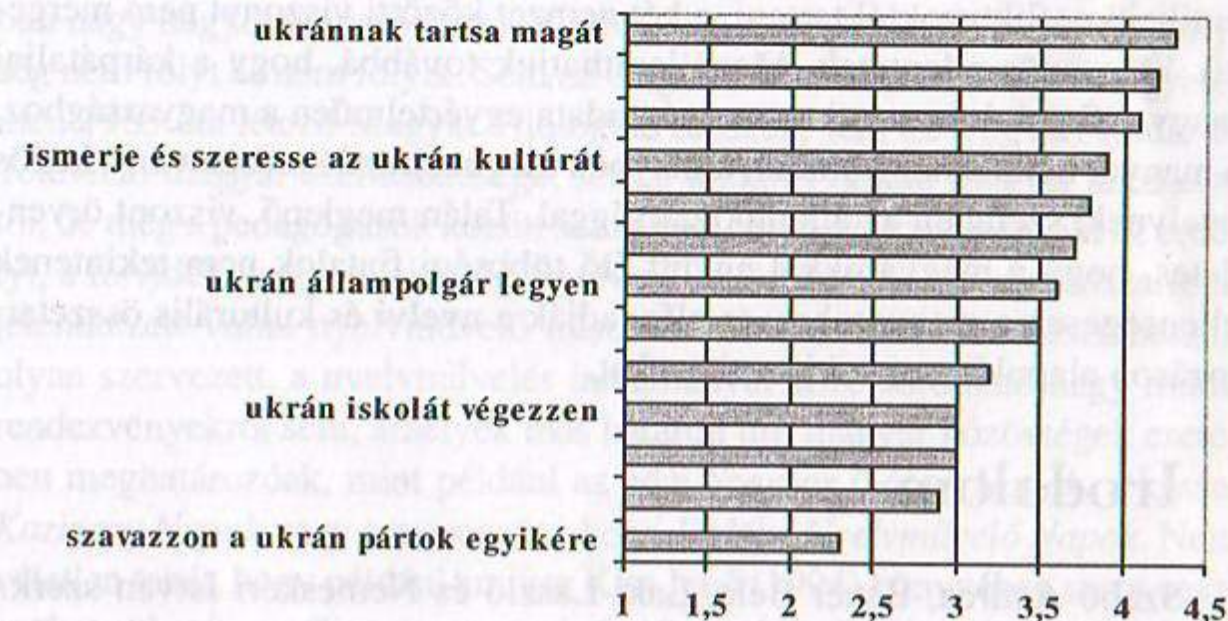 ukránnak tartsa magát
ismerje és szeresse az ukrán kultúrát
ukrán állampolgár legyen
ukrán iskolát végezzen
szavazzon a ukrán pártok egyikére
1 1,5 2 2,5 3 3,5 4 4,5